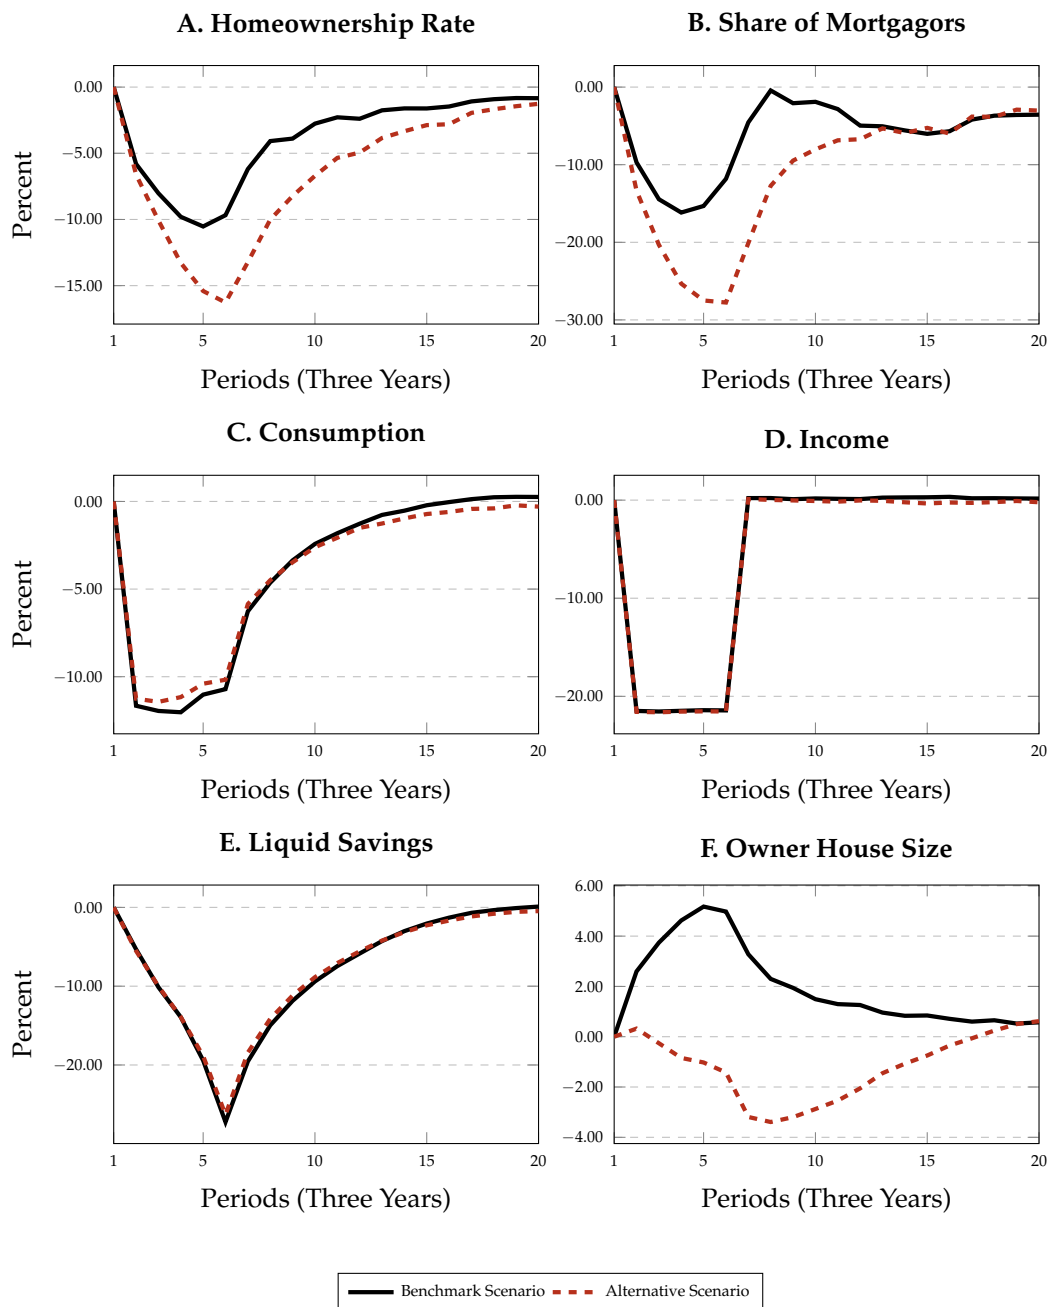 A. Homeownership Rate
B. Share of Mortgagors
Percent
0.00
−5.00
−10.00
−15.00
1 5 10 15 20
Periods (Three Years)
0.00
−10.00
−20.00
−30.00
1 5 10 15 20
Periods (Three Years)
C. Consumption
D. Income
Percent
0.00
−5.00
−10.00
1 5 10 15 20
Periods (Three Years)
0.00
−10.00
−20.00
1 5 10 15 20
Periods (Three Years)
E. Liquid Savings
F. Owner House Size
Percent
0.00
−10.00
−20.00
1 5 10 15 20
Periods (Three Years)
6.00
4.00
2.00
0.00
−2.00
−4.00
1 5 10 15 20
Periods (Three Years)
Benchmark Scenario Alternative Scenario